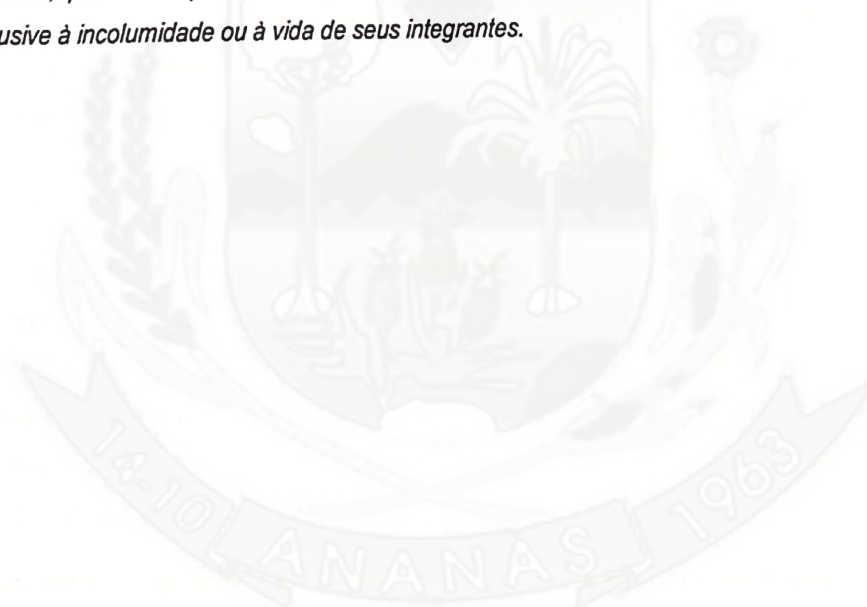 usive à incolumidade ou à vida de seus integrantes.
14-10 ANANAS 1963